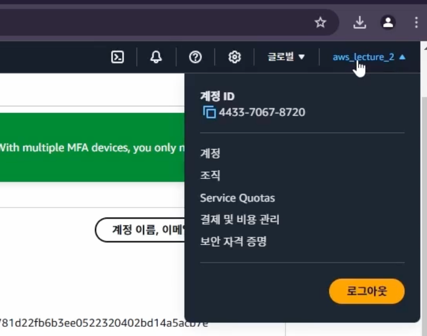 글로벌 ▼
aws_lecture_2 ▲
계정 ID
4433-7067-8720
With multiple MFA devices, you only n
계정
조직
Service Quotas
계정 이름, 이메
결제 및 비용 관리
보안 자격 증명
로그아웃
781d22fb6b3ee0522320402bd14a5acb7e